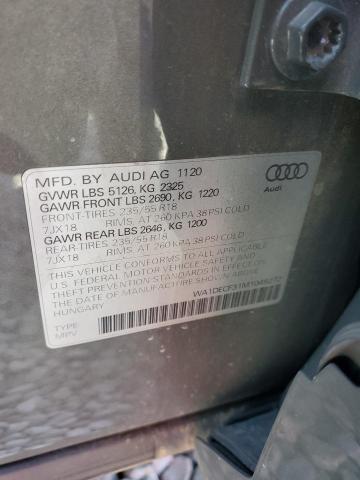 MFD. BY AUDI AG 1120
GVWR LBS 5126, KG 2325
GAWR FRONT LBS 2690, KG 1220
FRONT-TIRES 235/55 R18
7JX18 RIMS, AT 260 KPA 38 PSI COLD
GAWR REAR LBS 2646, KG 1200
REAR-TIRES 235/55 R18
7JX18 RIMS, AT 260 KPA 38 PSI COLD
THIS VEHICLE CONFORMS TO ALL APPLICABLE
U.S. FEDERAL MOTOR VEHICLE SAFETY AND
THEFT PREVENTION STANDARDS IN EFFECT ON THE
DATE OF MANUFACTURE SHOWN ABOVE
HUNGARY
TYPE:
MPV
Audi